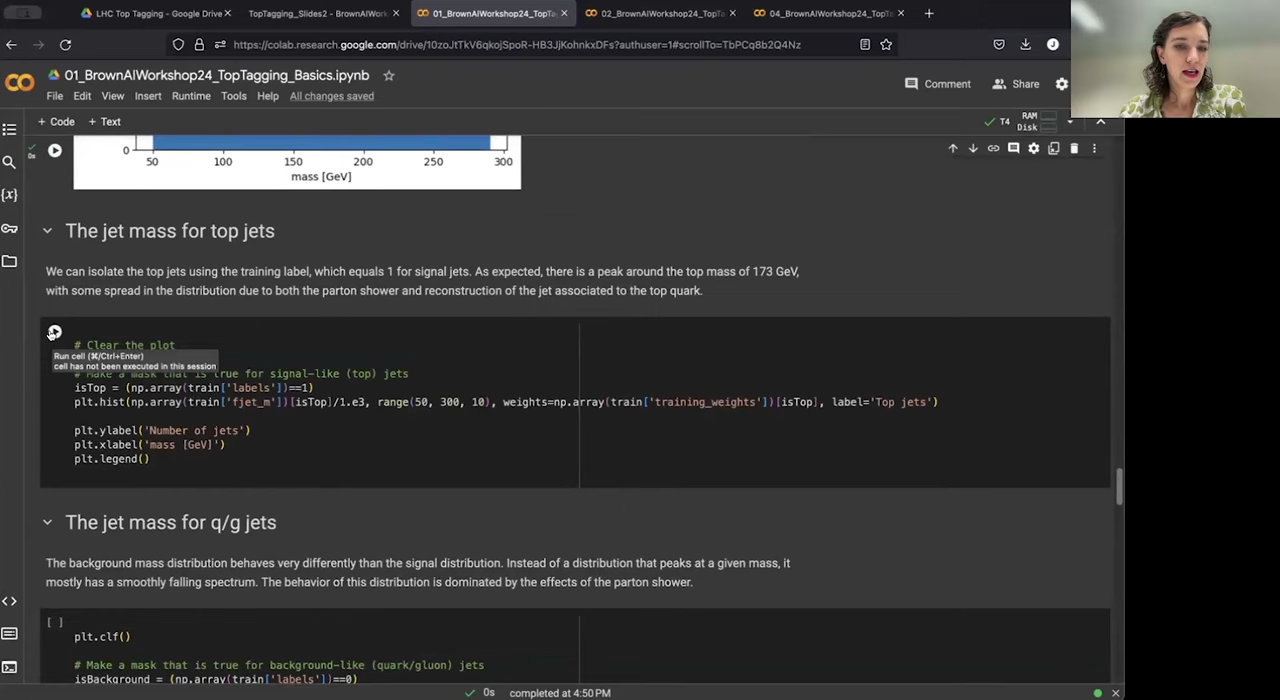 LHC Top Tagging - Google Drive
TopTagging_Slides2 - BrownAIWork
01_BrownAIWorkshop24_TopTa
02_BrownAIWorkshop24_TopTa
04_BrownAIWorkshop24_TopTa
https://colab.research.google.com/drive/10zoJtTkV6qkojSpoR-HB3JjKohnkxDFs?authuser=1#scrollTo=TbPCq8b2Q4Nz
01_BrownAIWorkshop24_TopTagging_Basics.ipynb
Comment
Share
File Edit View Insert Runtime Tools Help All changes saved
+ Code + Text
T4 RAM
Disk
0s
0
50 100 150 200 250 300
mass [GeV]
The jet mass for top jets
We can isolate the top jets using the training label, which equals 1 for signal jets. As expected, there is a peak around the top mass of 173 GeV,
with some spread in the distribution due to both the parton shower and reconstruction of the jet associated to the top quark.
# Clear the plot
Run cell (⌘/Ctrl+Enter)
cell has not been executed in this session
# Make a mask that is true for signal-like (top) jets
isTop = (np.array(train['labels'])==1)
plt.hist(np.array(train['fjet_m'])[isTop]/1.e3, range(50, 300, 10), weights=np.array(train['training_weights'])[isTop], label='Top jets')
plt.ylabel('Number of jets')
plt.xlabel('mass [GeV]')
plt.legend()
The jet mass for q/g jets
The background mass distribution behaves very differently than the signal distribution. Instead of a distribution that peaks at a given mass, it
mostly has a smoothly falling spectrum. The behavior of this distribution is dominated by the effects of the parton shower.
[ ]
plt.clf()
# Make a mask that is true for background-like (quark/gluon) jets
isBackground = (np.array(train['labels'])==0)
0s completed at 4:50 PM